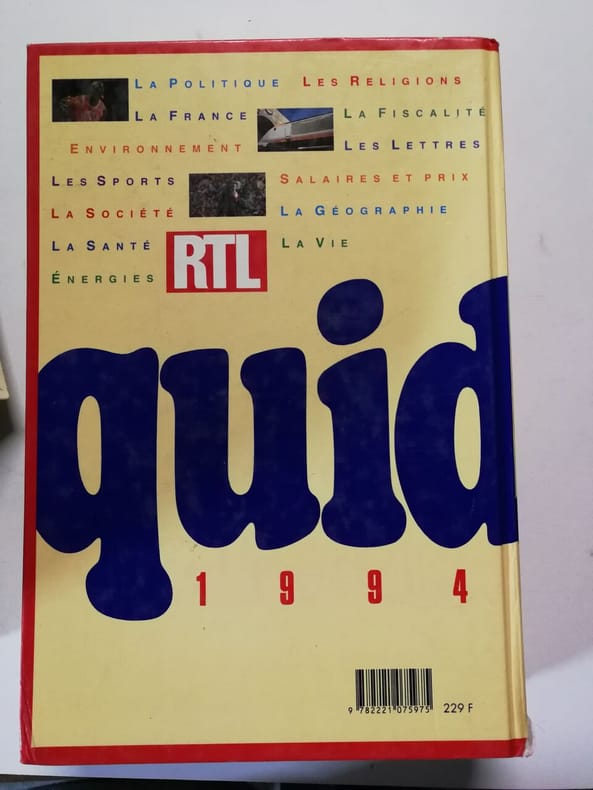 La Politique Les Religions
La France La Fiscalité
Environnement Les Lettres
Les Sports Salaires et prix
La Société La Géographie
La Santé La Vie
RTL
Énergies
quid
1994
9 782221 075975 229 F